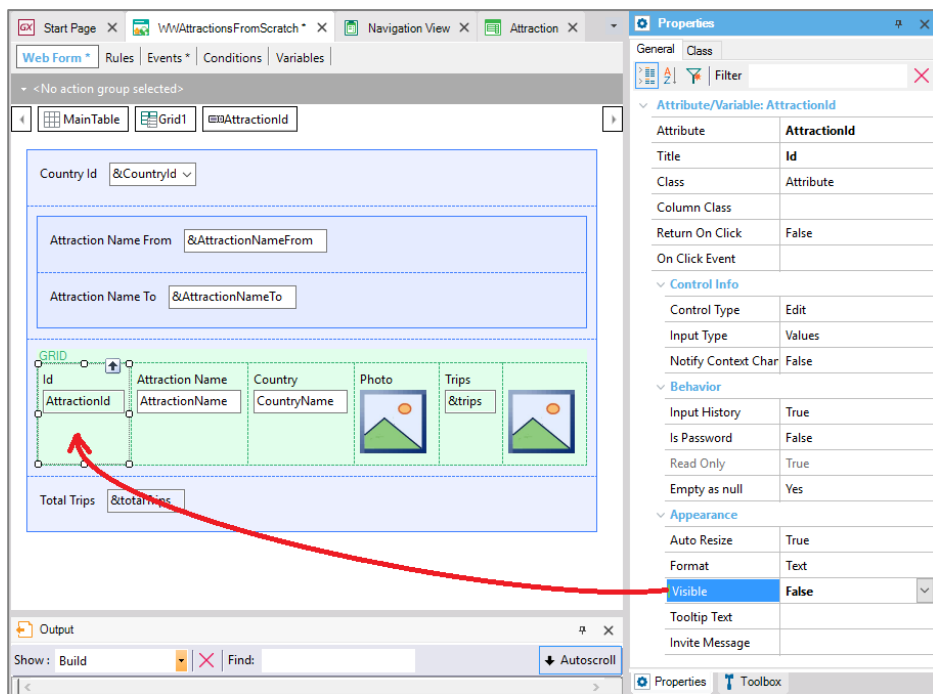 GX Start Page X WWAttractionsFromScratch * X Navigation View X Attraction X
Web Form * Rules Events * Conditions Variables
<No action group selected>
MainTable Grid1 AttractionId
Country Id &CountryId
Attraction Name From &AttractionNameFrom
Attraction Name To &AttractionNameTo
GRID
Id Attraction Name Country Photo Trips
AttractionId AttractionName CountryName &trips
Total Trips &totalTrips
Output
Show: Build Find: Autoscroll
Properties
General Class
Filter
Attribute/Variable: AttractionId
Attribute AttractionId
Title Id
Class Attribute
Column Class
Return On Click False
On Click Event
Control Info
Control Type Edit
Input Type Values
Notify Context Char False
Behavior
Input History True
Is Password False
Read Only True
Empty as null Yes
Appearance
Auto Resize True
Format Text
Visible False
Tooltip Text
Invite Message
Properties Toolbox